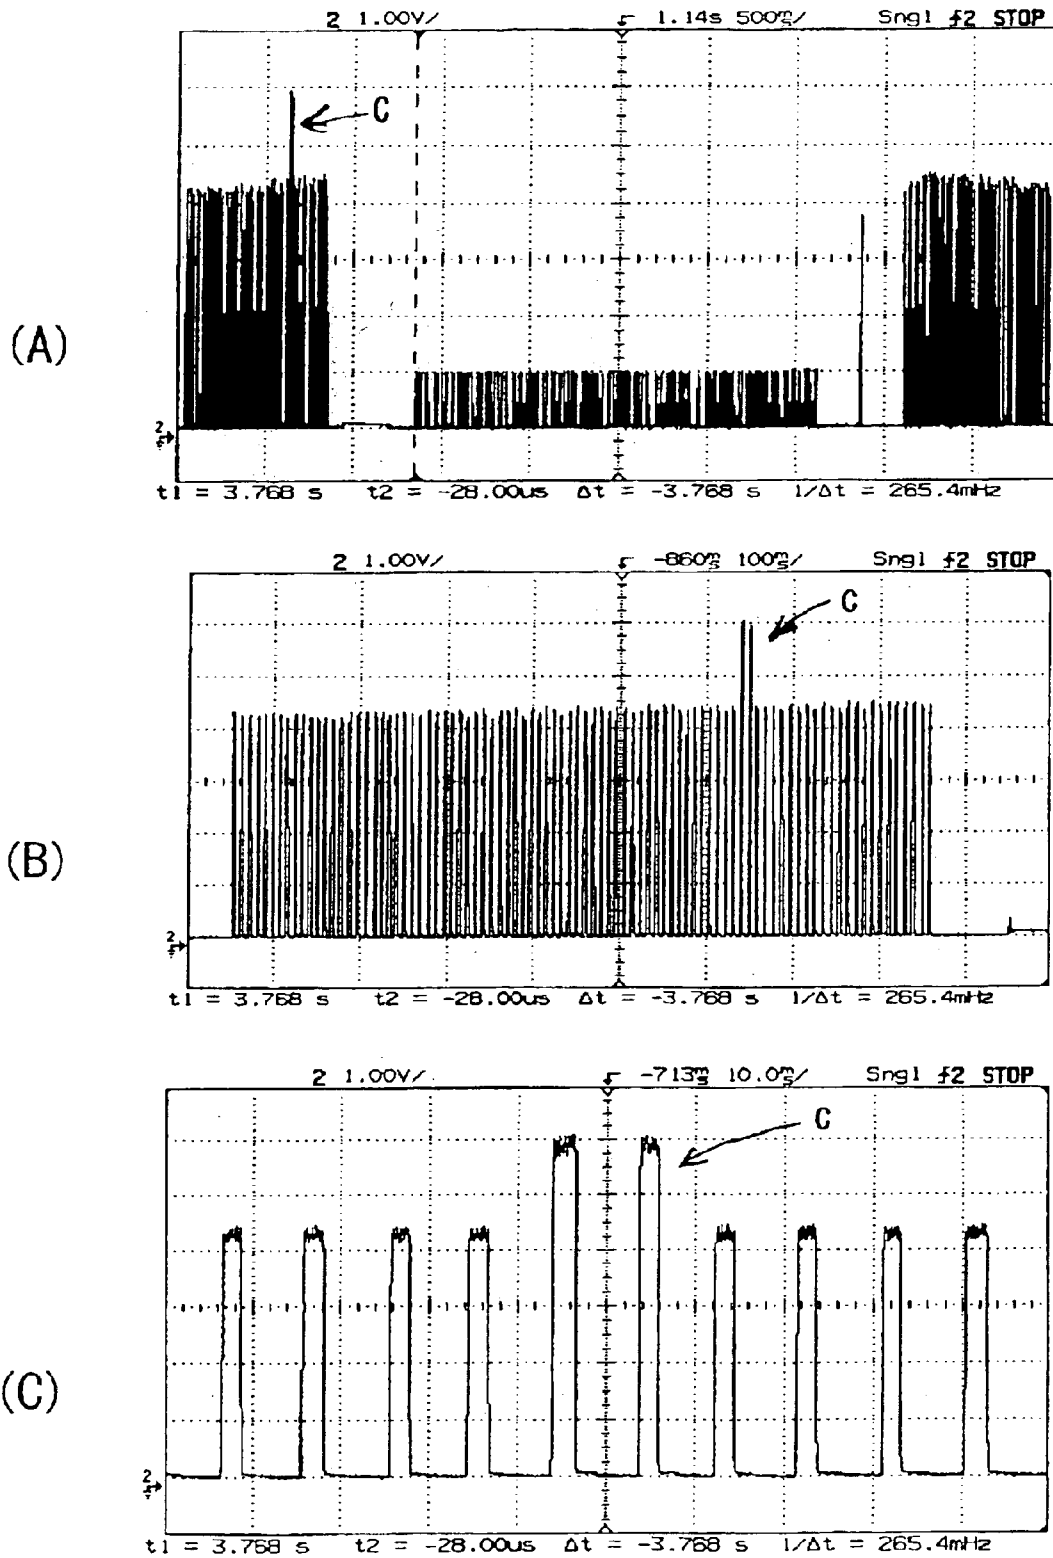 2 1.00V/ 1.14s 500ms/ Sngl f2 STOP
C
(A)
2
t1 = 3.768 s t2 = -28.00us Δt = -3.768 s 1/Δt = 265.4mHz
2 1.00V/ -860ms 100ms/ Sngl f2 STOP
C
(B)
2
t1 = 3.768 s t2 = -28.00us Δt = -3.768 s 1/Δt = 265.4mHz
2 1.00V/ -713ms 10.0ms/ Sngl f2 STOP
C
(C)
2
t1 = 3.768 s t2 = -28.00us Δt = -3.768 s 1/Δt = 265.4mHz